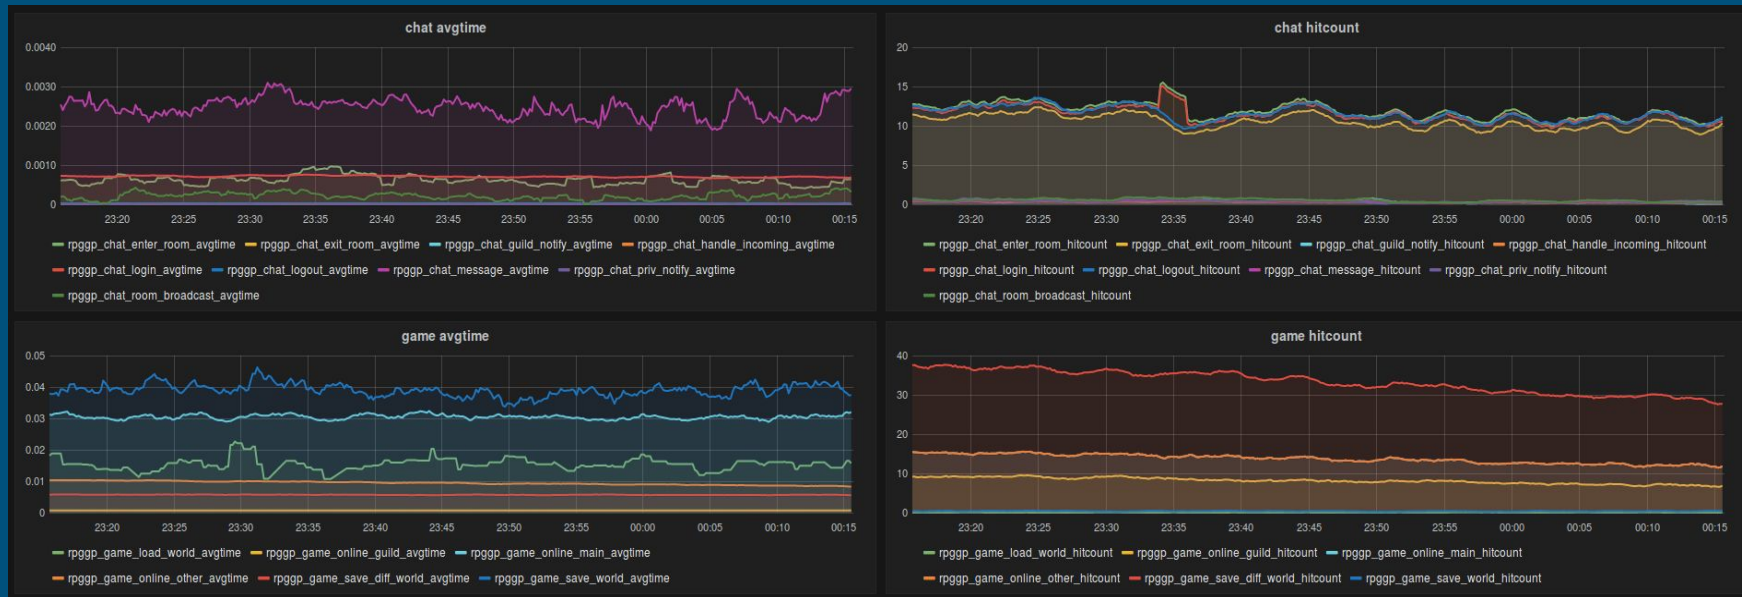 chat avgtime
0.0040
0.0030
0.0020
0.0010
0
23:20 23:25 23:30 23:35 23:40 23:45 23:50 23:55 00:00 00:05 00:10 00:15
rpggp_chat_enter_room_avgtime rpggp_chat_exit_room_avgtime rpggp_chat_guild_notify_avgtime rpggp_chat_handle_incoming_avgtime
rpggp_chat_login_avgtime rpggp_chat_logout_avgtime rpggp_chat_message_avgtime rpggp_chat_priv_notify_avgtime
rpggp_chat_room_broadcast_avgtime
chat hitcount
20
15
10
5
0
23:20 23:25 23:30 23:35 23:40 23:45 23:50 23:55 00:00 00:05 00:10 00:15
rpggp_chat_enter_room_hitcount rpggp_chat_exit_room_hitcount rpggp_chat_guild_notify_hitcount rpggp_chat_handle_incoming_hitcount
rpggp_chat_login_hitcount rpggp_chat_logout_hitcount rpggp_chat_message_hitcount rpggp_chat_priv_notify_hitcount
rpggp_chat_room_broadcast_hitcount
game avgtime
0.05
0.04
0.03
0.02
0.01
0
23:20 23:25 23:30 23:35 23:40 23:45 23:50 23:55 00:00 00:05 00:10 00:15
rpggp_game_load_world_avgtime rpggp_game_online_guild_avgtime rpggp_game_online_main_avgtime
rpggp_game_online_other_avgtime rpggp_game_save_diff_world_avgtime rpggp_game_save_world_avgtime
game hitcount
40
30
20
10
0
23:20 23:25 23:30 23:35 23:40 23:45 23:50 23:55 00:00 00:05 00:10 00:15
rpggp_game_load_world_hitcount rpggp_game_online_guild_hitcount rpggp_game_online_main_hitcount
rpggp_game_online_other_hitcount rpggp_game_save_diff_world_hitcount rpggp_game_save_world_hitcount